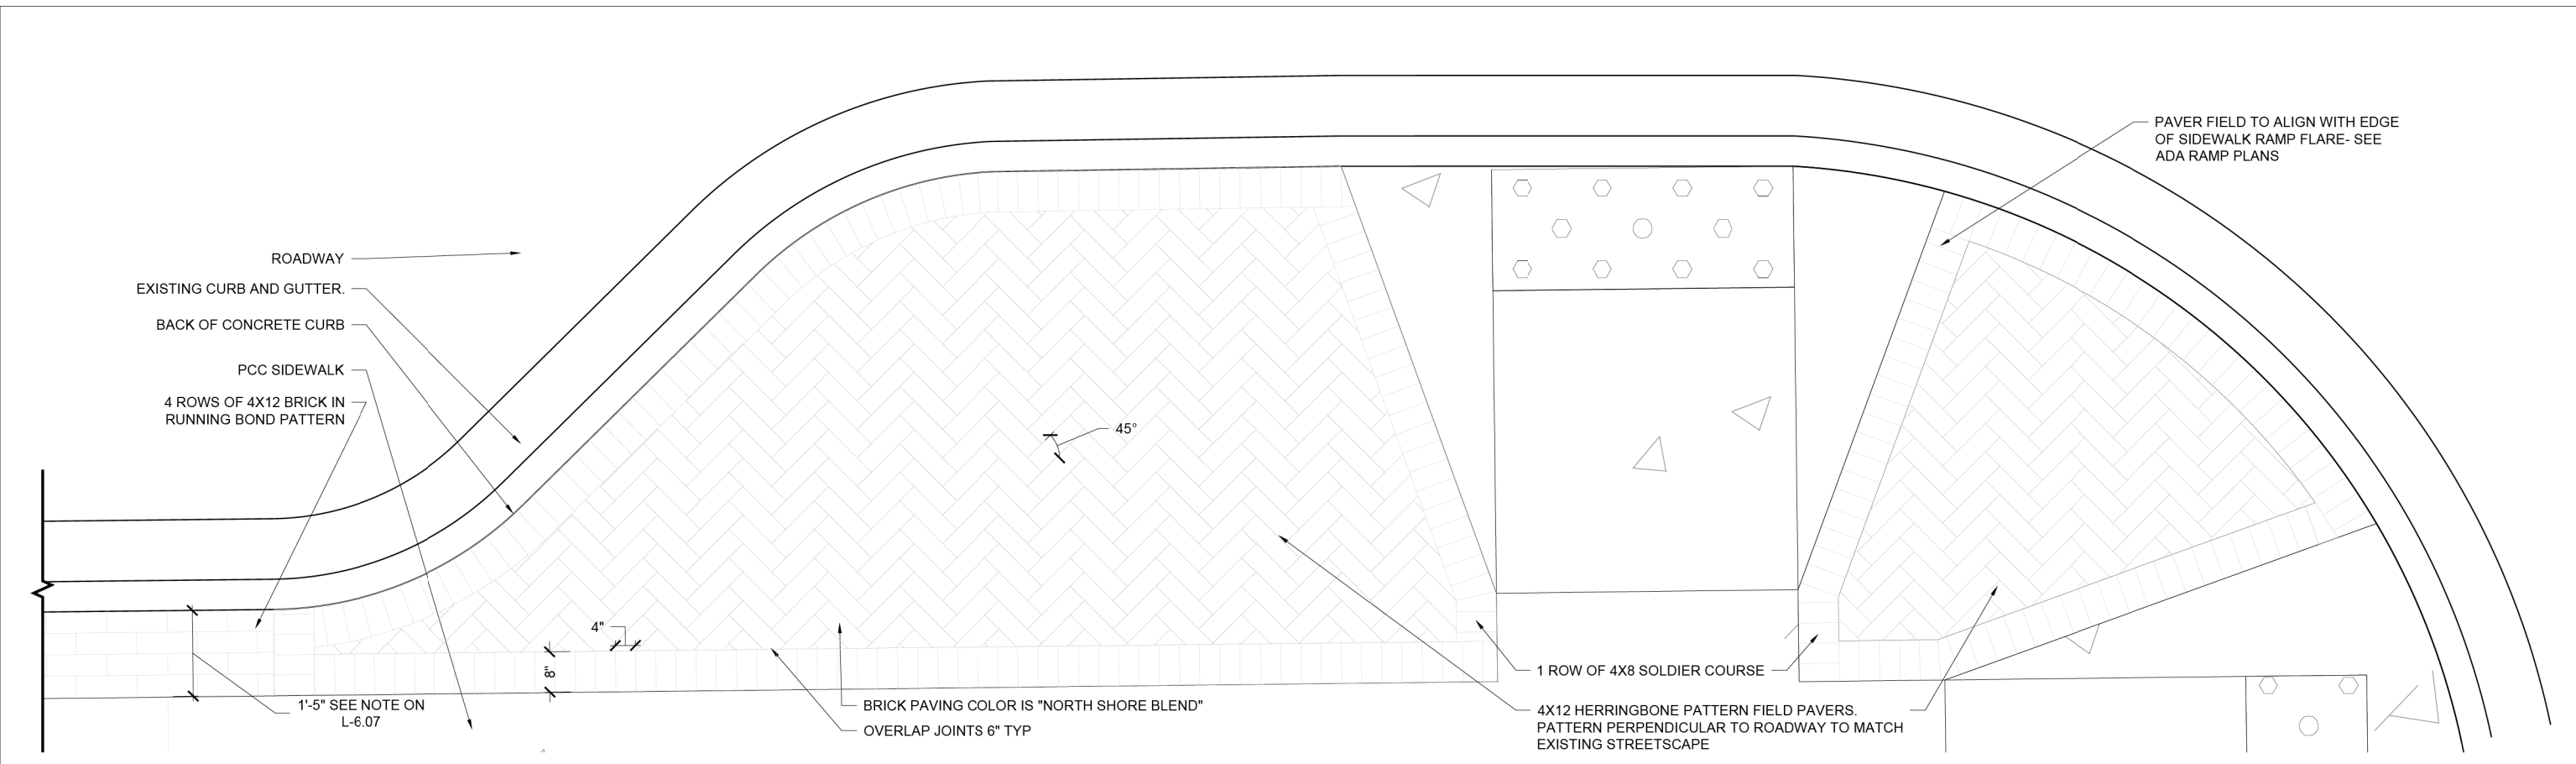 PAVER FIELD TO ALIGN WITH EDGE
OF SIDEWALK RAMP FLARE- SEE
ADA RAMP PLANS
ROADWAY
EXISTING CURB AND GUTTER.
BACK OF CONCRETE CURB
PCC SIDEWALK
4 ROWS OF 4X12 BRICK IN
RUNNING BOND PATTERN
45°
4"
8"
1'-5" SEE NOTE ON
L-6.07
BRICK PAVING COLOR IS "NORTH SHORE BLEND"
OVERLAP JOINTS 6" TYP
1 ROW OF 4X8 SOLDIER COURSE
4X12 HERRINGBONE PATTERN FIELD PAVERS.
PATTERN PERPENDICULAR TO ROADWAY TO MATCH
EXISTING STREETSCAPE